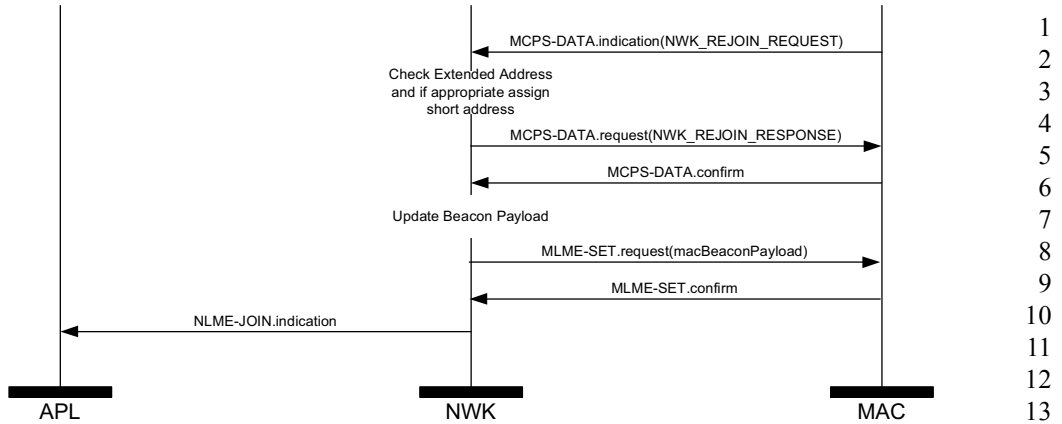 MCPS-DATA.indication(NWK_REJOIN_REQUEST)
Check Extended Address
and if appropriate assign
short address
MCPS-DATA.request(NWK_REJOIN_RESPONSE)
MCPS-DATA.confirm
Update Beacon Payload
MLME-SET.request(macBeaconPayload)
MLME-SET.confirm
NLME-JOIN.indication
APL NWK MAC
1
2
3
4
5
6
7
8
9
10
11
12
13